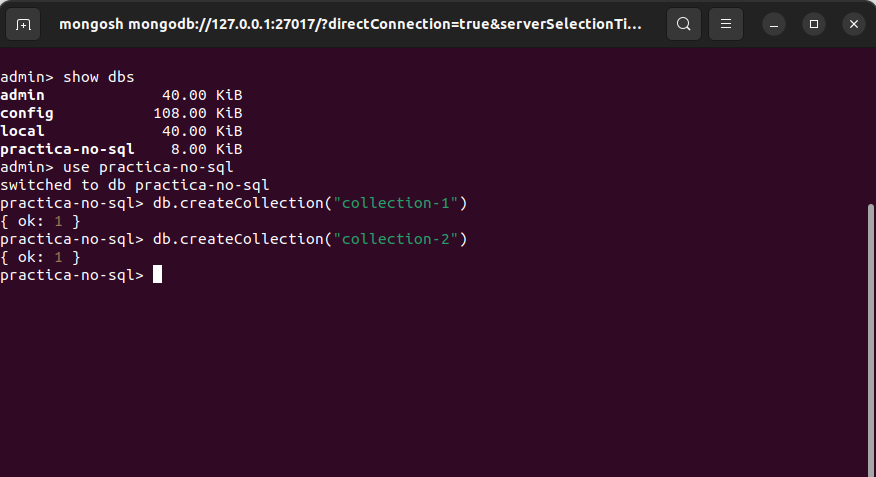 mongosh mongodb://127.0.0.1:27017/?directConnection=true&serverSelectionTi...
admin> show dbs
admin             40.00 KiB
config           108.00 KiB
local             40.00 KiB
practica-no-sql    8.00 KiB
admin> use practica-no-sql
switched to db practica-no-sql
practica-no-sql> db.createCollection("collection-1")
{ ok: 1 }
practica-no-sql> db.createCollection("collection-2")
{ ok: 1 }
practica-no-sql>